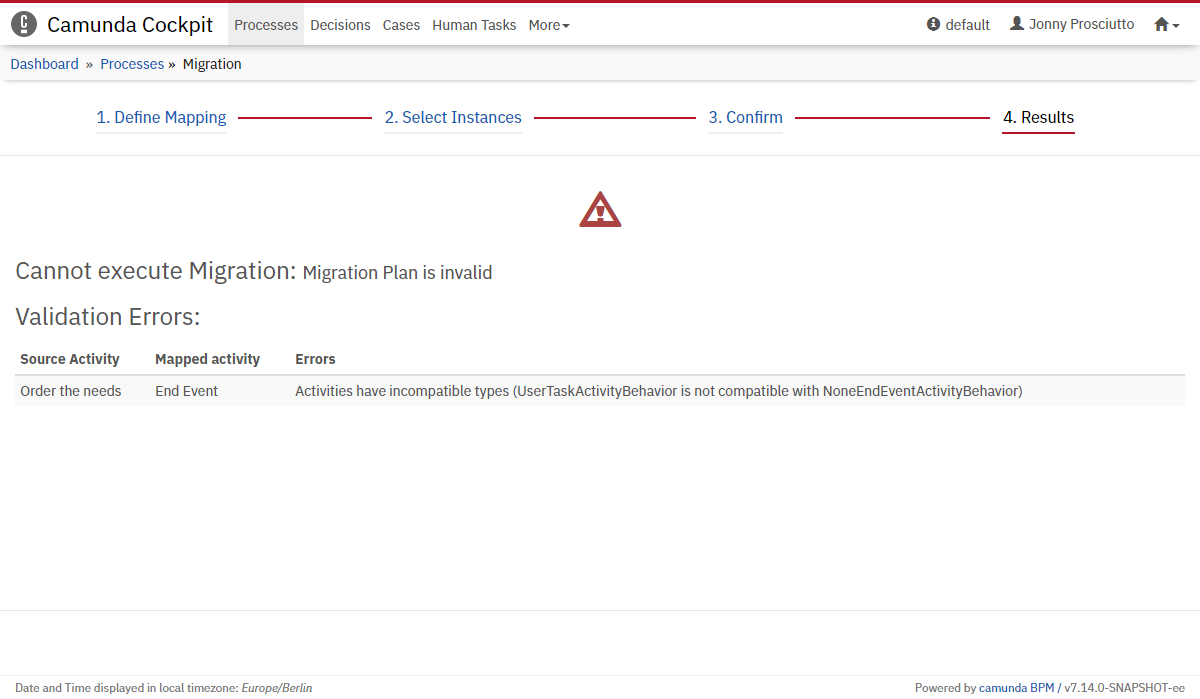 Camunda Cockpit Processes Decisions Cases Human Tasks More default Jonny Prosciutto
Dashboard » Processes » Migration
1. Define Mapping 2. Select Instances 3. Confirm 4. Results
Cannot execute Migration: Migration Plan is invalid
Validation Errors:
Source Activity Mapped activity Errors
Order the needs End Event Activities have incompatible types (UserTaskActivityBehavior is not compatible with NoneEndEventActivityBehavior)
Date and Time displayed in local timezone: Europe/Berlin Powered by camunda BPM / v7.14.0-SNAPSHOT-ee